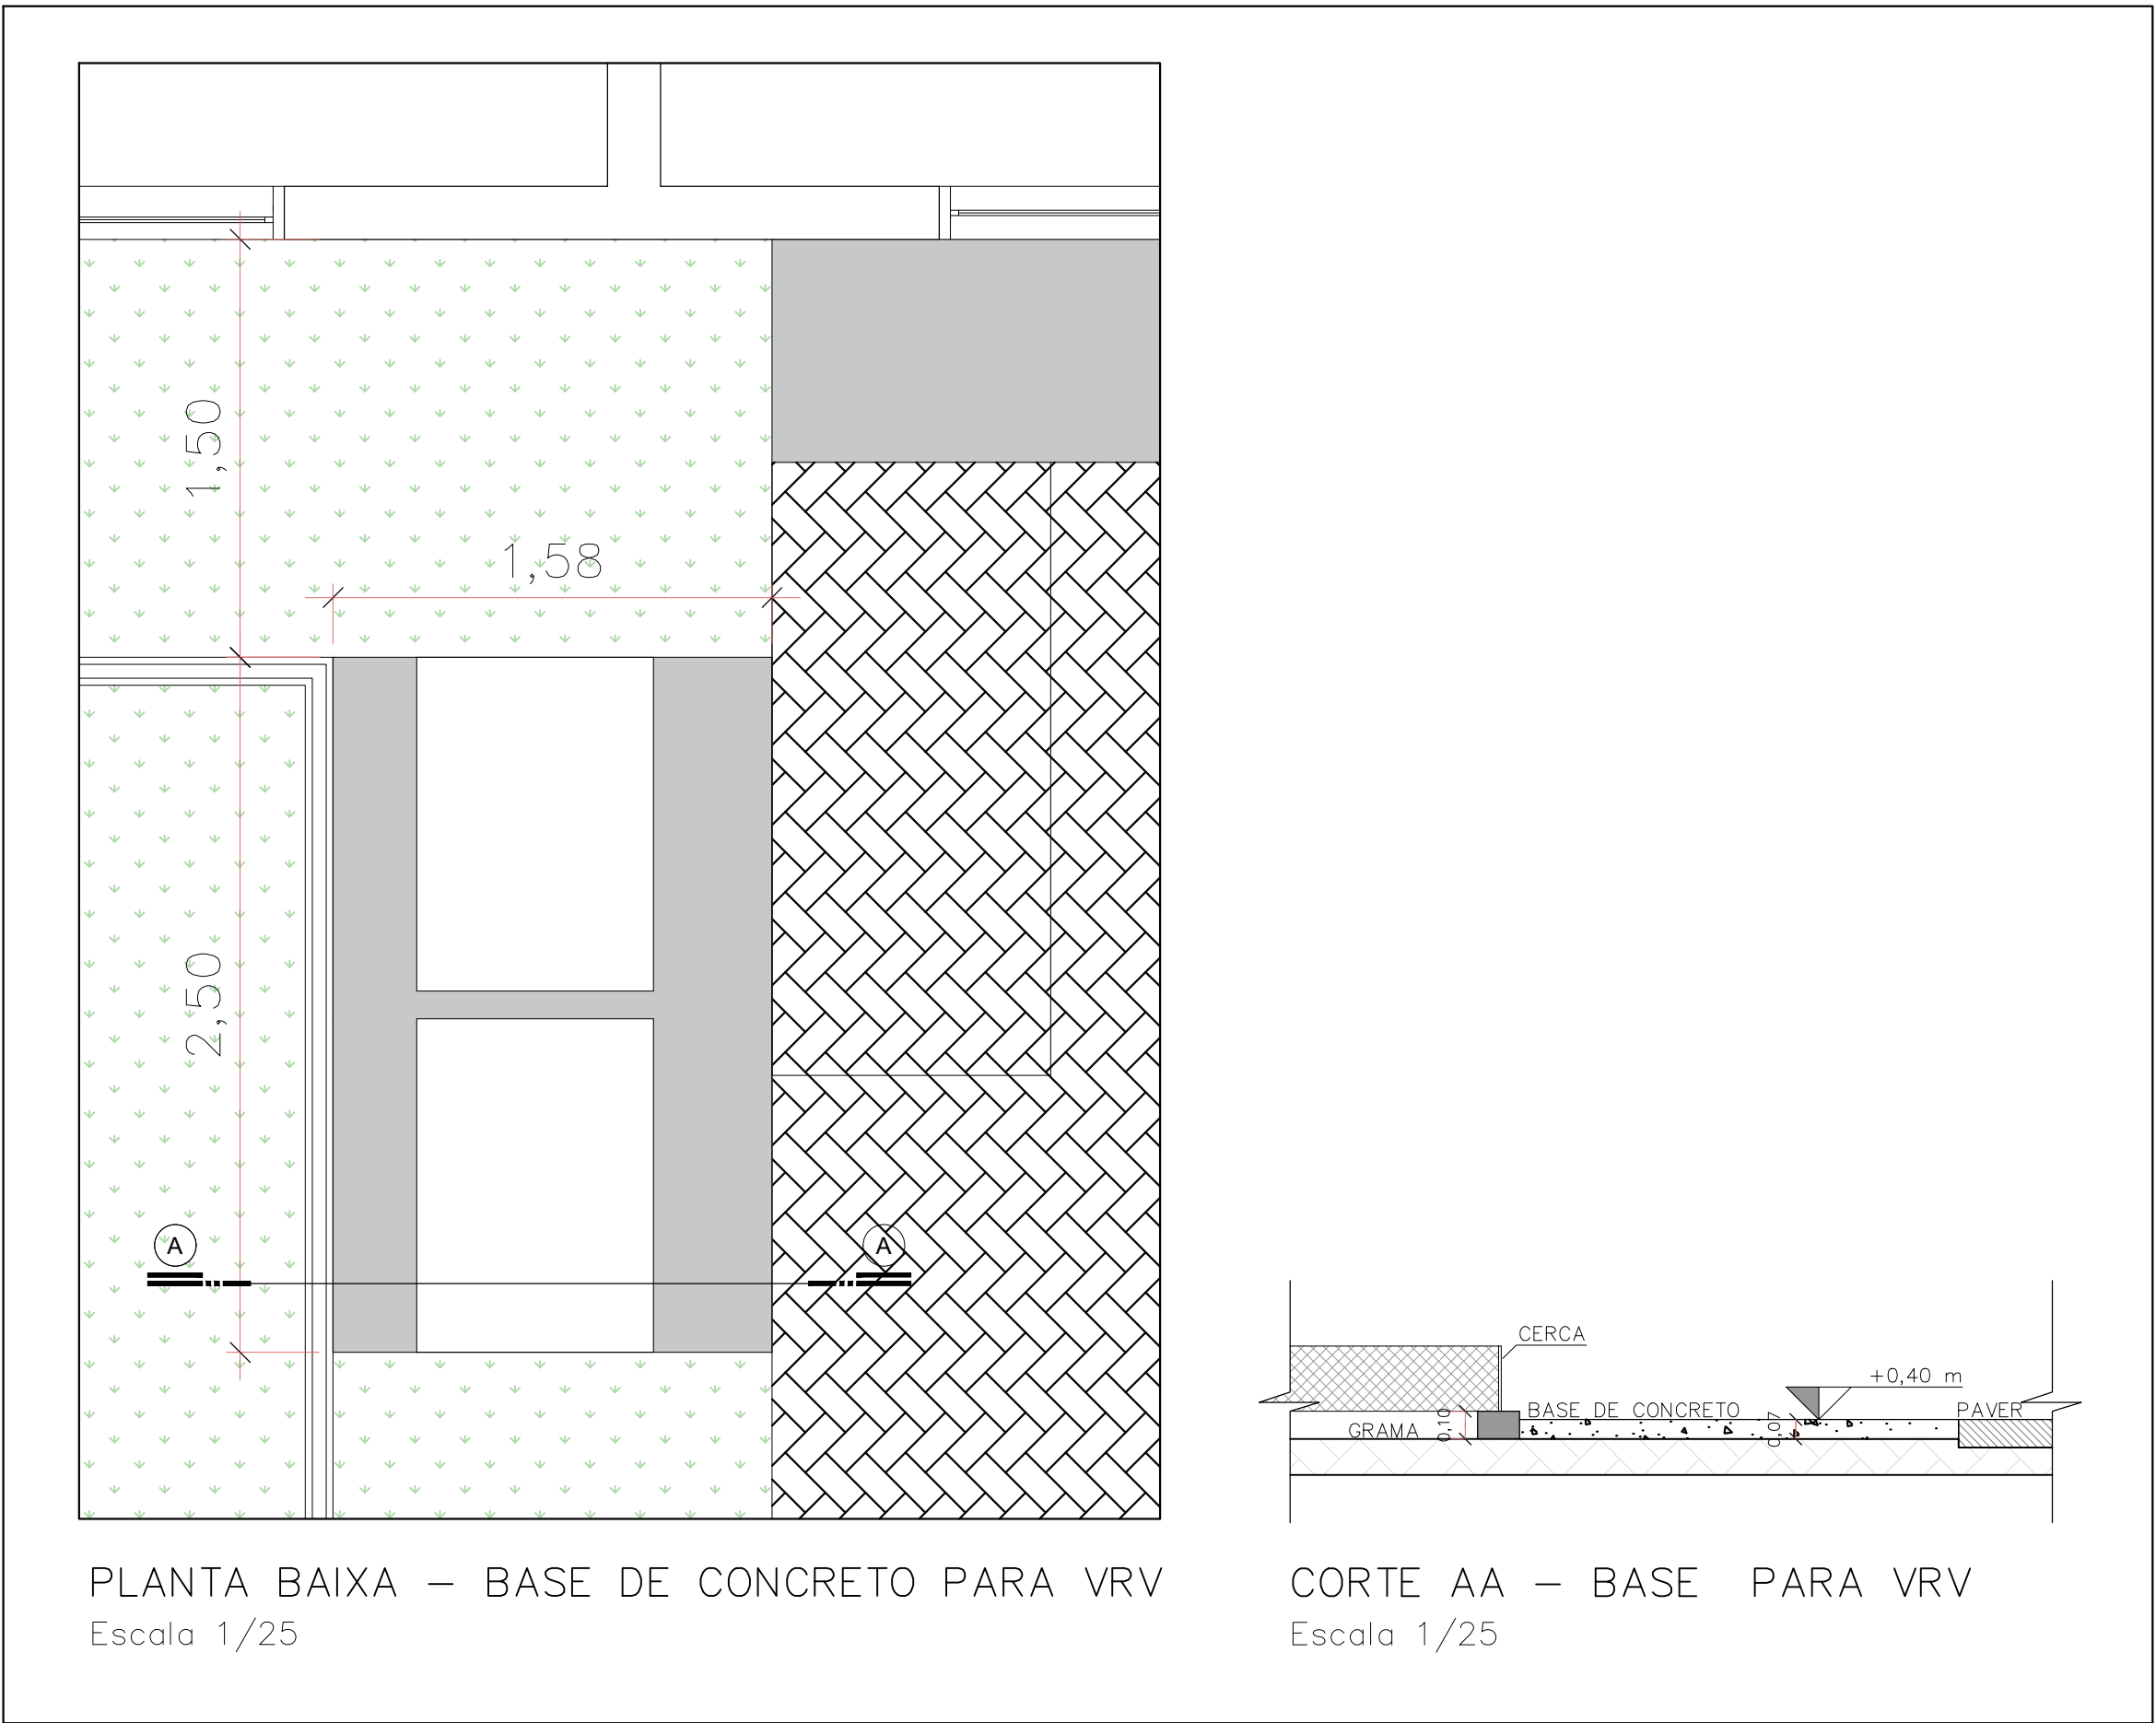 1,50
1,58
2,50
A
A
CERCA
+0,40 m
BASE DE CONCRETO
PAVER
GRAMA
0,10
0,07
PLANTA BAIXA – BASE DE CONCRETO PARA VRV
Escala 1/25
CORTE AA – BASE PARA VRV
Escala 1/25